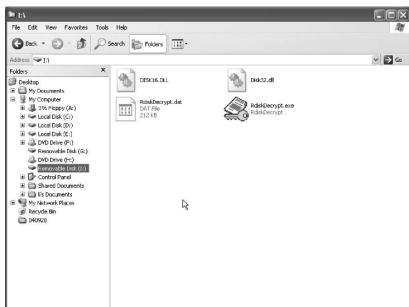 I:\
File Edit View Favorites Tools Help
Back Search Folders
Address I:\ Go
Folders
Desktop
My Documents
My Computer
3½ Floppy (A:)
Local Disk (C:)
Local Disk (D:)
Local Disk (E:)
DVD Drive (F:)
Removable Disk (G:)
DVD Drive (H:)
Removable Disk (I:)
Control Panel
Shared Documents
My Network Places
Recycle Bin
040928
DISK16.DLL
Disk32.dll
RdiskDecrypt.dat
DAT File
212 KB
RdiskDecrypt.exe
RdiskDecrypt